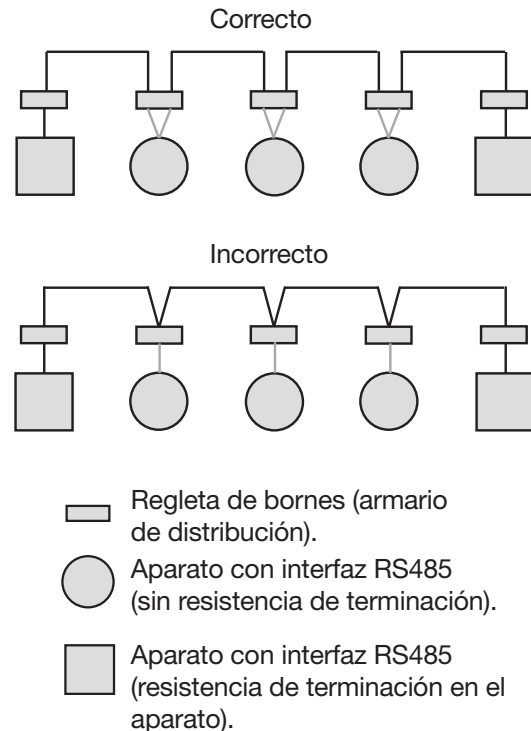 Correcto
Incorrecto
Regleta de bornes (armario
de distribución).
Aparato con interfaz RS485
(sin resistencia de terminación).
Aparato con interfaz RS485
(resistencia de terminación en el
aparato).